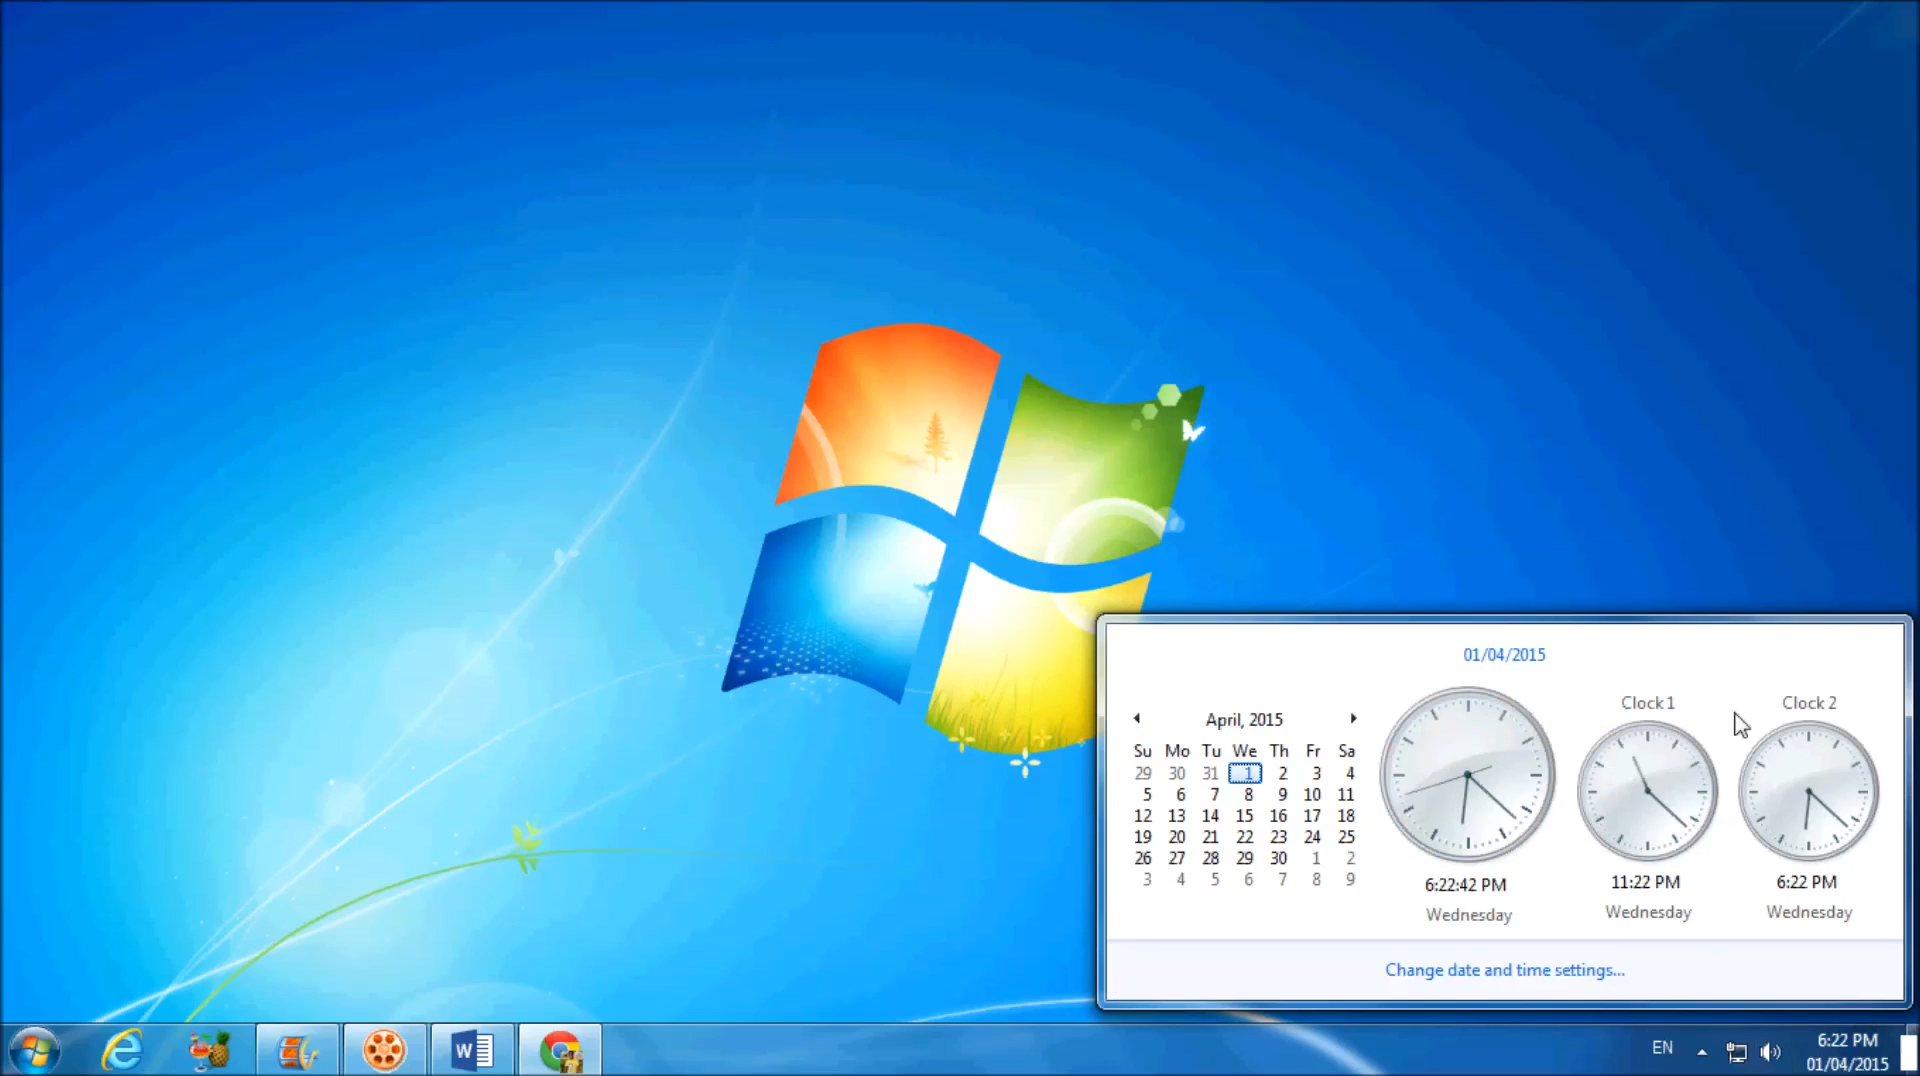 01/04/2015
April, 2015
Su Mo Tu We Th Fr Sa
29 30 31 1 2 3 4
5 6 7 8 9 10 11
12 13 14 15 16 17 18
19 20 21 22 23 24 25
26 27 28 29 30 1 2
3 4 5 6 7 8 9
6:22:42 PM
Wednesday
Clock 1
11:22 PM
Wednesday
Clock 2
6:22 PM
Wednesday
Change date and time settings...
W
EN
6:22 PM
01/04/2015